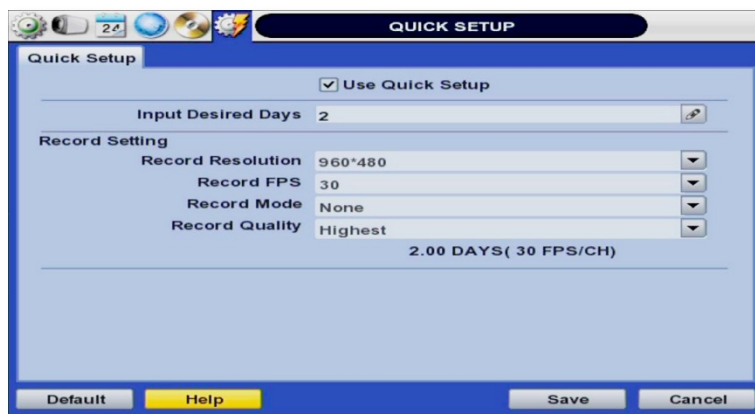 24
QUICK SETUP
Quick Setup
Use Quick Setup
Input Desired Days 2
Record Setting
Record Resolution 960*480
Record FPS 30
Record Mode None
Record Quality Highest
2.00 DAYS( 30 FPS/CH)
Default Help Save Cancel